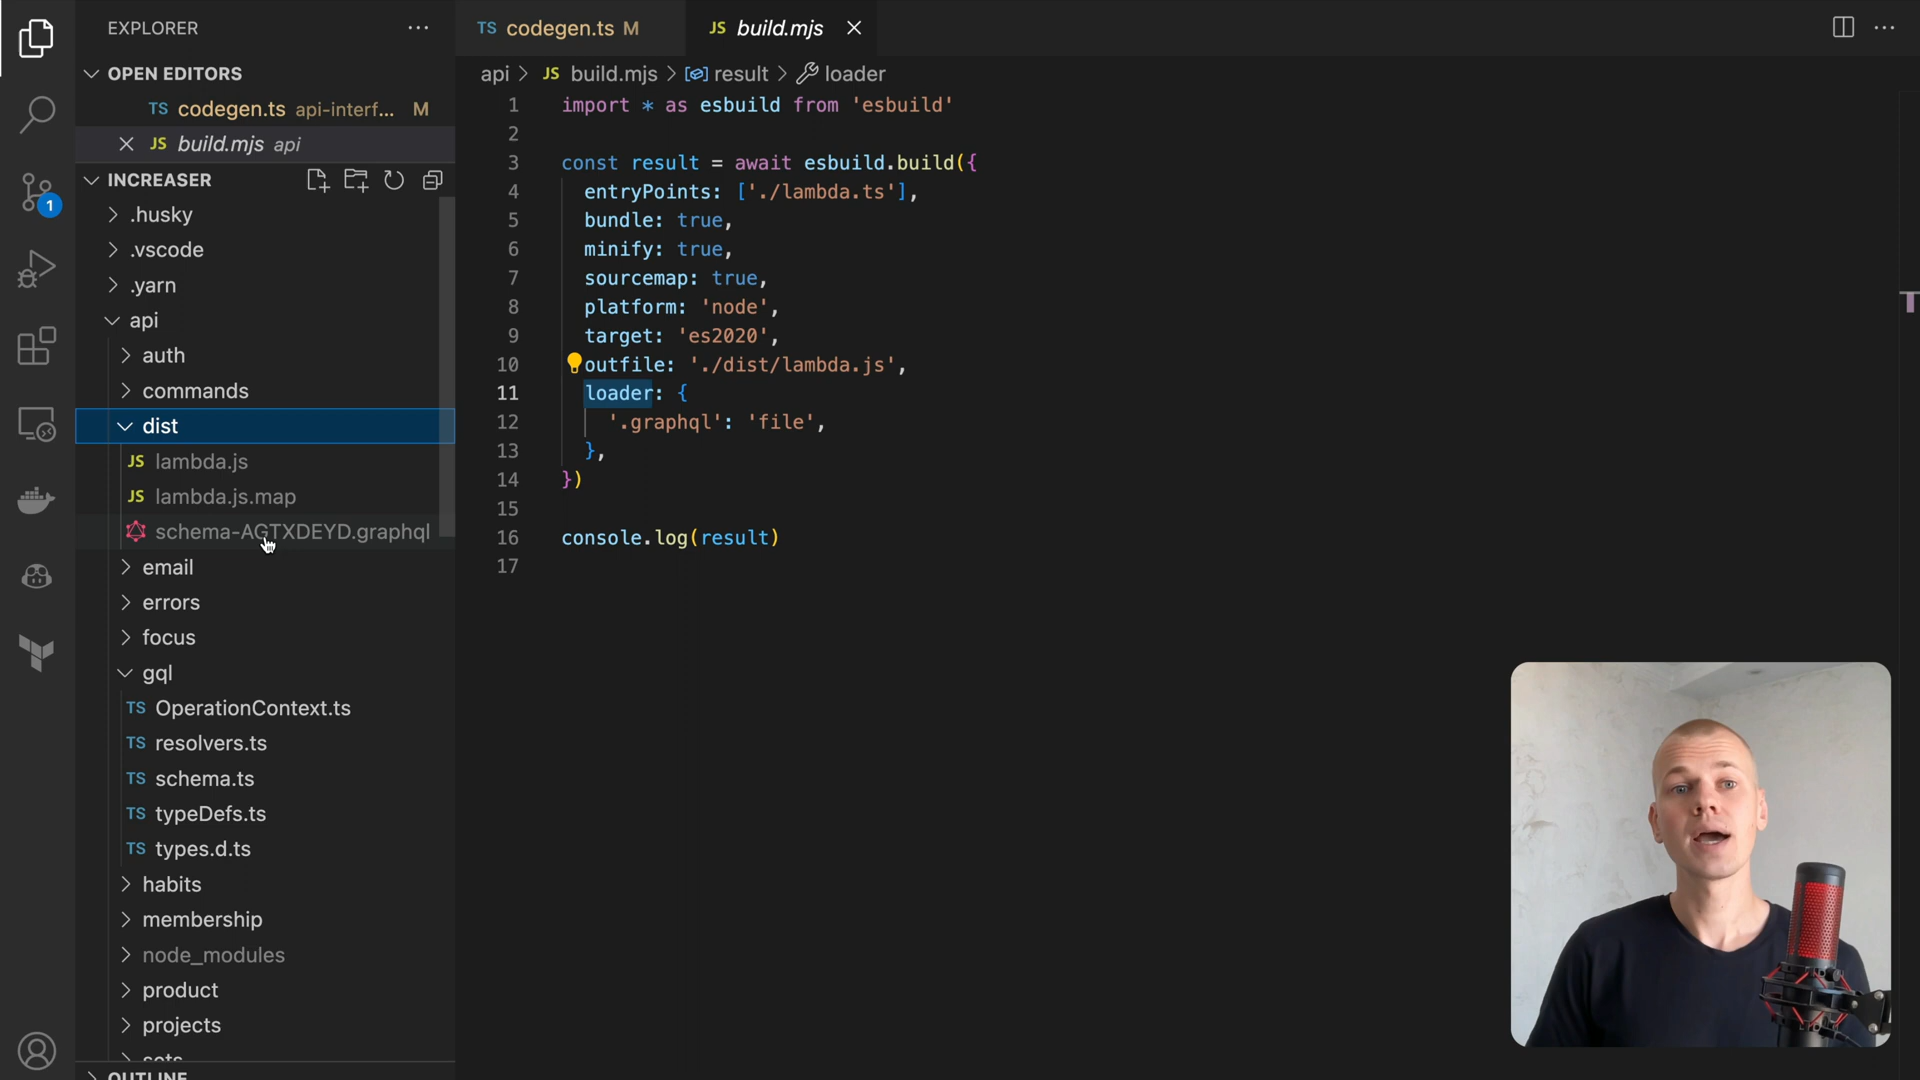 EXPLORER
OPEN EDITORS
TS codegen.ts api-interf... M
JS build.mjs api
INCREASER
.husky
.vscode
.yarn
api
auth
commands
dist
JS lambda.js
JS lambda.js.map
schema-AGTXDEYD.graphql
email
errors
focus
gql
TS OperationContext.ts
TS resolvers.ts
TS schema.ts
TS typeDefs.ts
TS types.d.ts
habits
membership
node_modules
product
projects
sets
OUTLINE
1
TS codegen.ts M
JS build.mjs
api > JS build.mjs > result > loader
1 import * as esbuild from 'esbuild'
2
3 const result = await esbuild.build({
4 entryPoints: ['./lambda.ts'],
5 bundle: true,
6 minify: true,
7 sourcemap: true,
8 platform: 'node',
9 target: 'es2020',
10 outfile: './dist/lambda.js',
11 loader: {
12 '.graphql': 'file',
13 },
14 })
15
16 console.log(result)
17